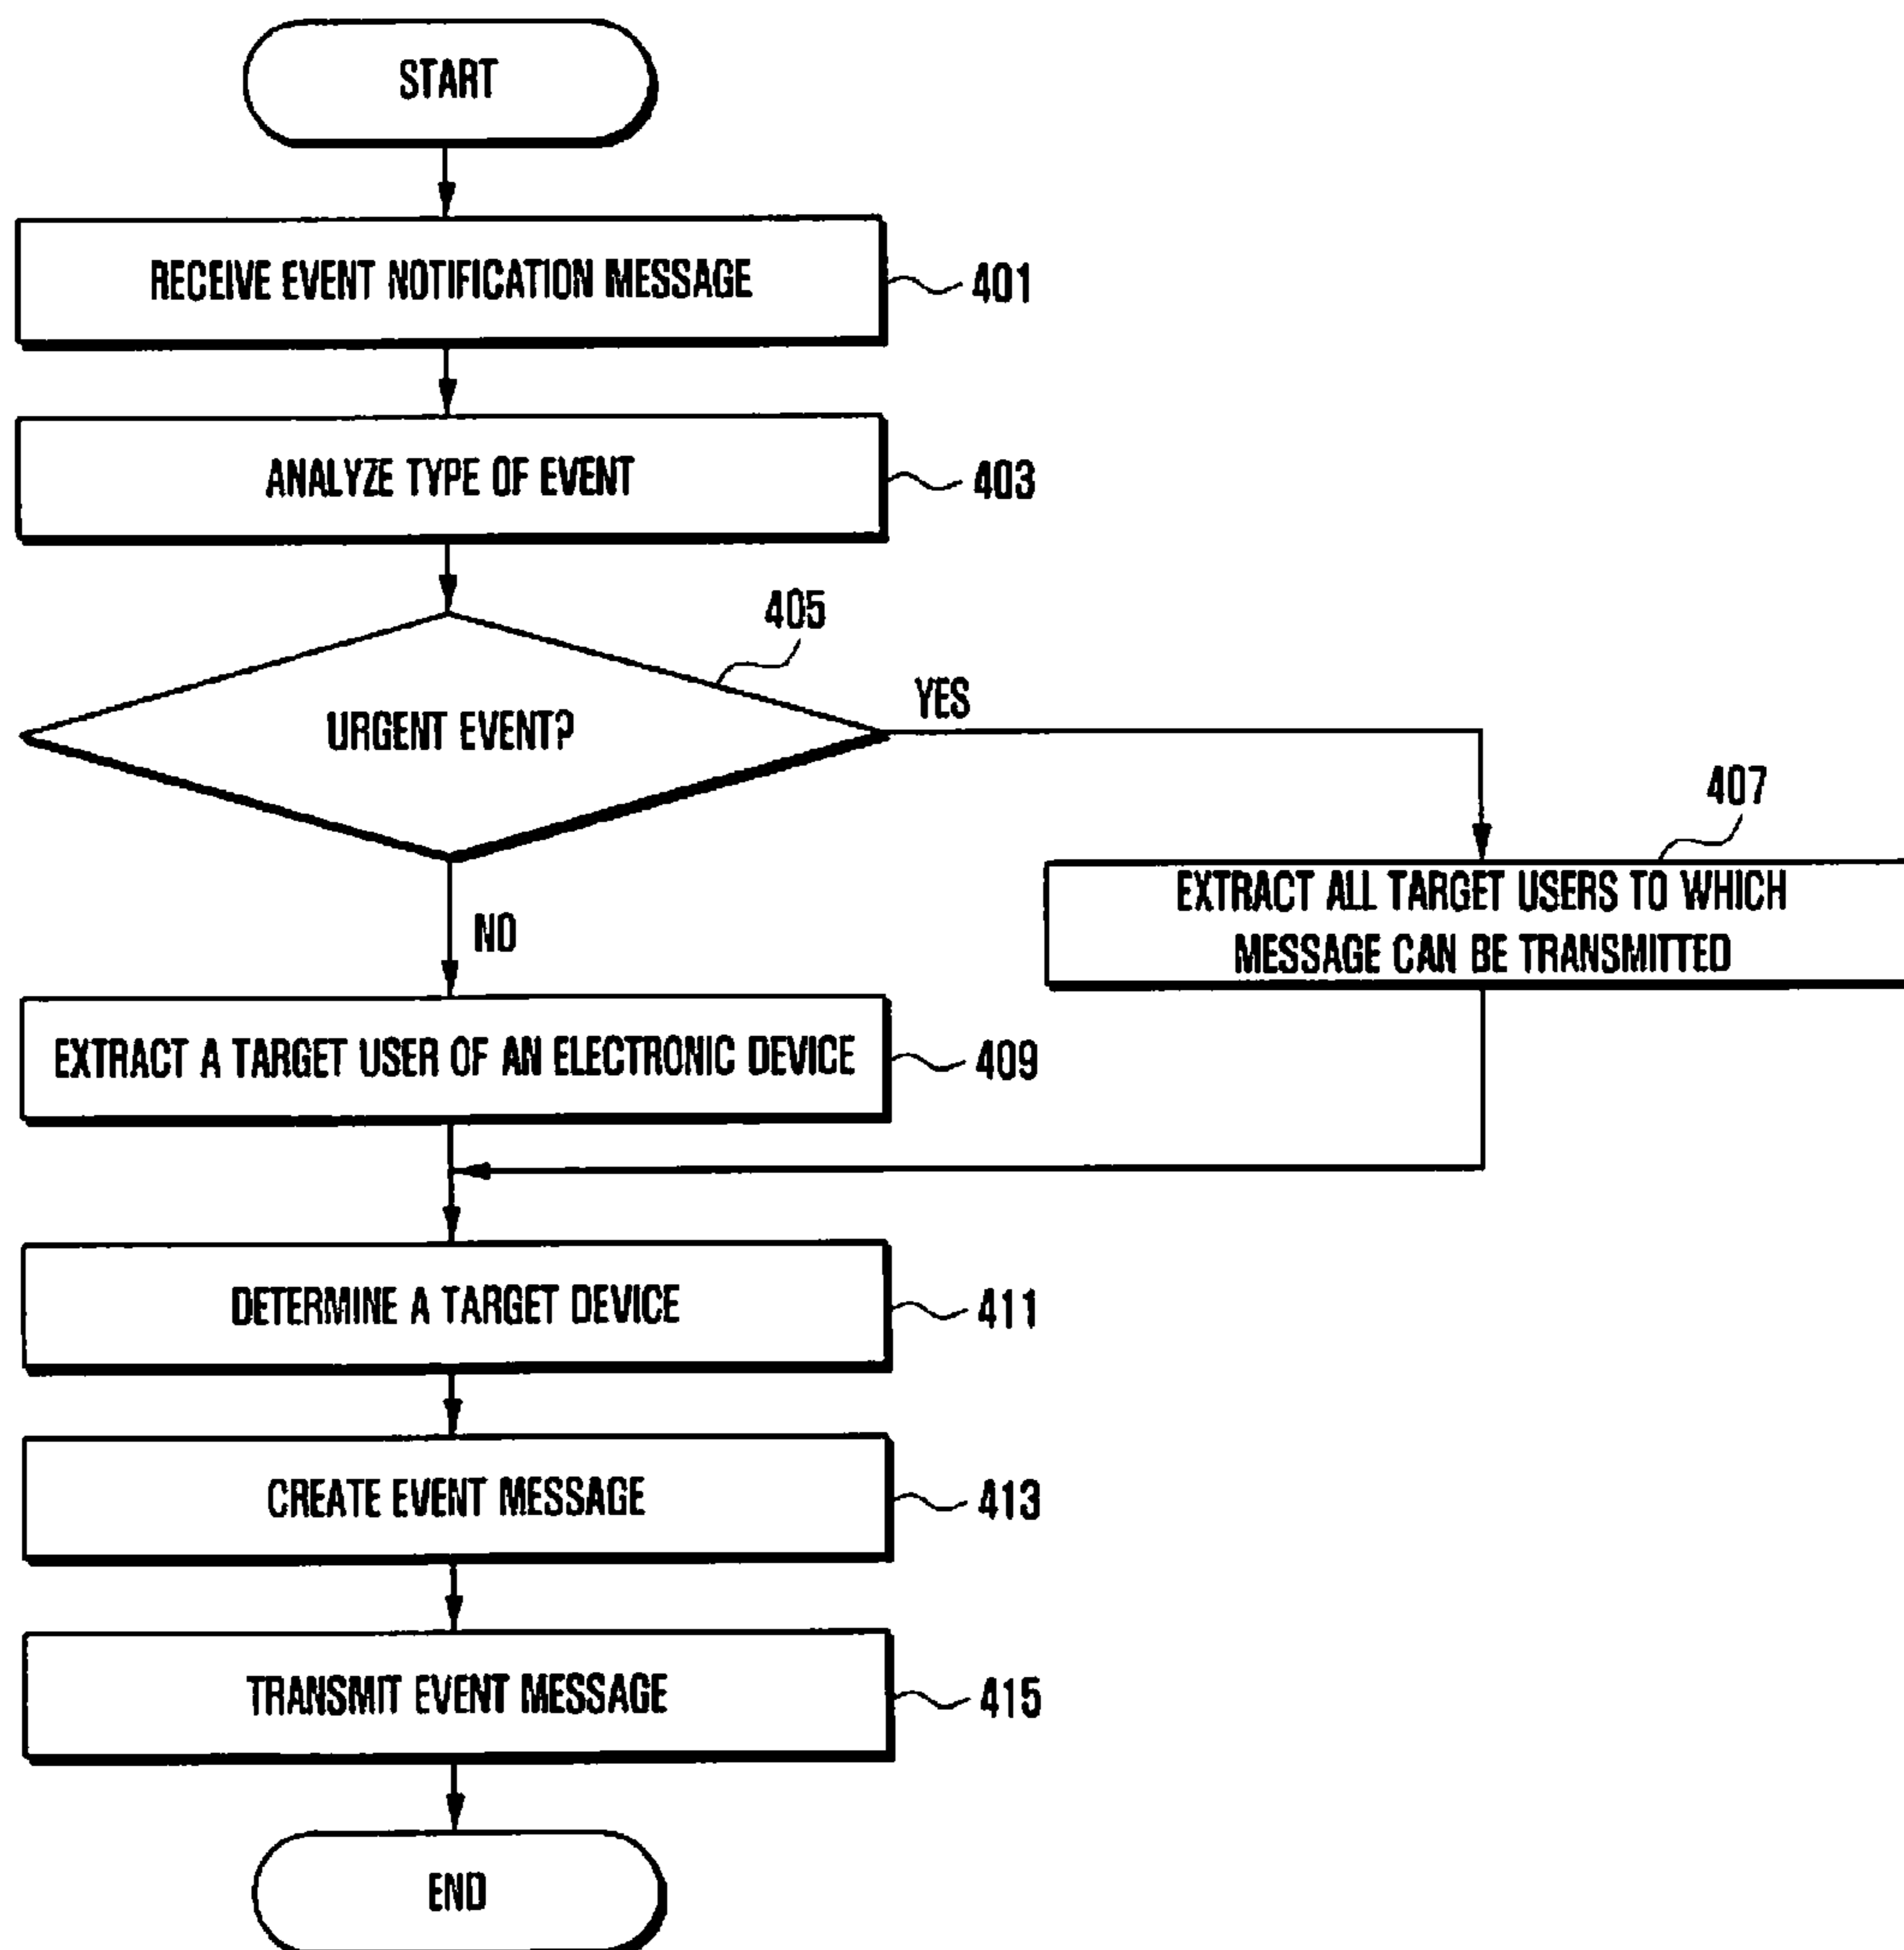 START
RECEIVE EVENT NOTIFICATION MESSAGE
401
ANALYZE TYPE OF EVENT
403
405
URGENT EVENT?
YES
407
EXTRACT ALL TARGET USERS TO WHICH
MESSAGE CAN BE TRANSMITTED
NO
EXTRACT A TARGET USER OF AN ELECTRONIC DEVICE
409
DETERMINE A TARGET DEVICE
411
CREATE EVENT MESSAGE
413
TRANSMIT EVENT MESSAGE
415
END